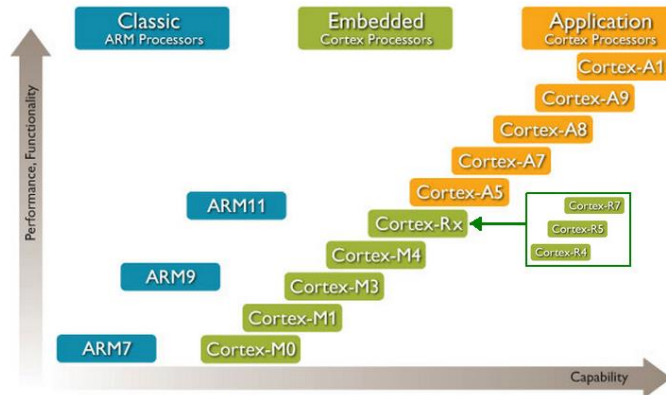 Classic
ARM Processors
Embedded
Cortex Processors
Application
Cortex Processors
Performance, Functionality
Cortex-A1
Cortex-A9
Cortex-A8
Cortex-A7
Cortex-A5
ARM11
Cortex-R7
Cortex-Rx
Cortex-R5
Cortex-R4
Cortex-M4
ARM9
Cortex-M3
Cortex-M1
ARM7
Cortex-M0
Capability